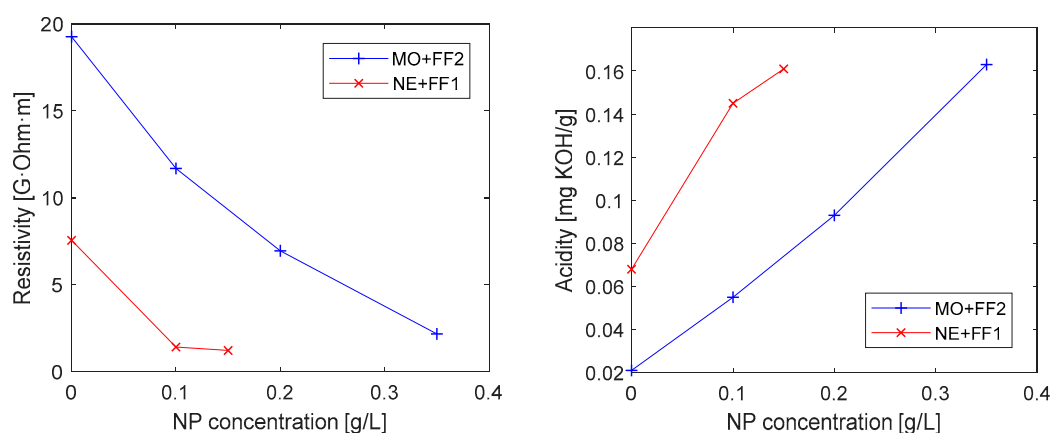 20
15
10
5
0
Resistivity [G·Ohm·m]
MO+FF2
NE+FF1
0
0.1
0.2
0.3
0.4
NP concentration [g/L]
0.16
0.14
0.12
0.1
0.08
0.06
0.04
0.02
Acidity [mg KOH/g]
MO+FF2
NE+FF1
0
0.1
0.2
0.3
0.4
NP concentration [g/L]